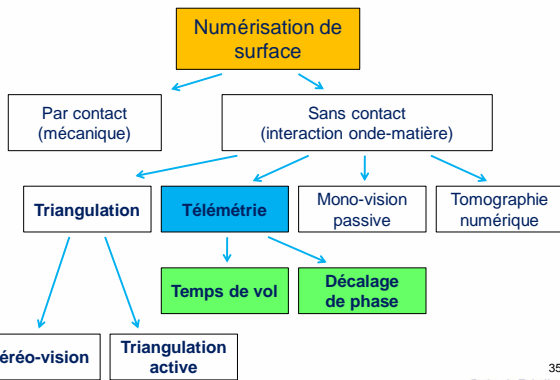 Numérisation de
surface
Par contact
(mécanique)
Sans contact
(interaction onde-matière)
Triangulation
Télémétrie
Mono-vision
passive
Tomographie
numérique
Temps de vol
Décalage
de phase
éréo-vision
Triangulation
active
35